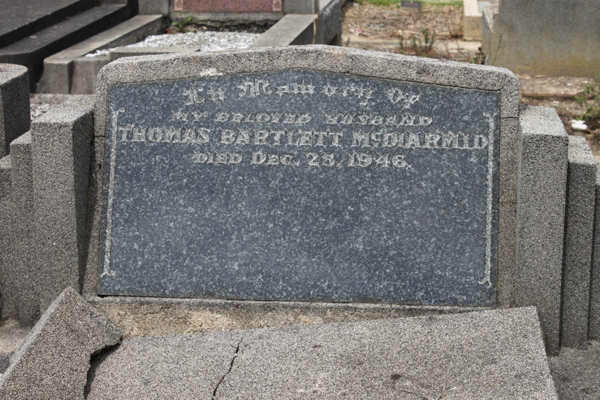 In Memory Of
MY BELOVED HUSBAND
THOMAS BARTLETT McDIARMID
DIED DEC. 25, 1946.